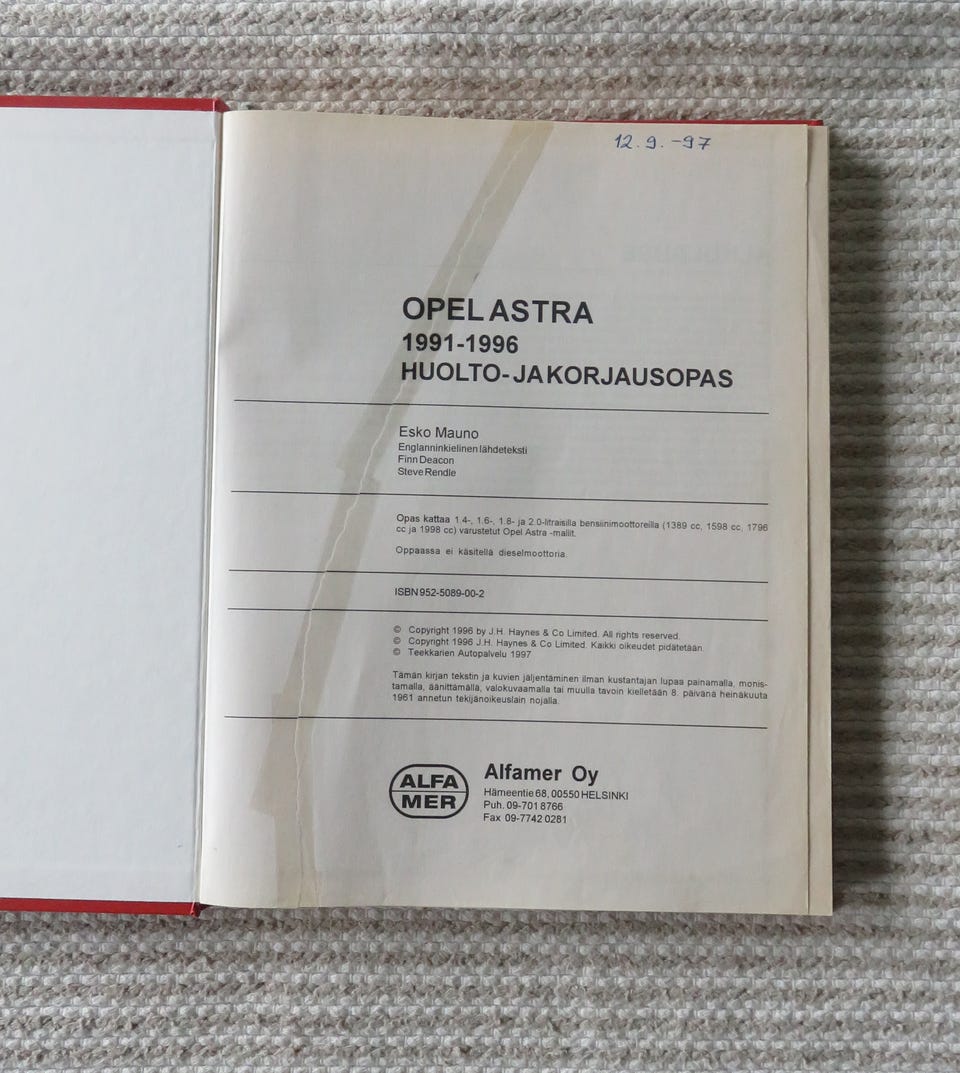 12.9.-97
OPEL ASTRA
1991-1996
HUOLTO- JA KORJAUSOPAS
Esko Mauno
Englanninkielinen lähdeteksti
Finn Deacon
Steve Rendle
Opas kattaa 1.4-, 1.6-, 1.8- ja 2.0-litraisilla bensiinimoottoreilla (1389 cc, 1598 cc, 1796
cc ja 1998 cc) varustetut Opel Astra -mallit.
Oppaassa ei käsitellä dieselmoottoria.
ISBN 952-5089-00-2
© Copyright 1996 by J.H. Haynes & Co Limited. All rights reserved.
© Copyright 1996 J.H. Haynes & Co Limited. Kaikki oikeudet pidätetään.
© Teekkarien Autopalvelu 1997
Tämän kirjan tekstin ja kuvien jäljentäminen ilman kustantajan lupaa painamalla, monis-
tamalla, äänittämällä, valokuvaamalla tai muulla tavoin kielletään 8. päivänä heinäkuuta
1961 annetun tekijänoikeuslain nojalla.
ALFA
MER
Alfamer Oy
Hämeentie 68, 00550 HELSINKI
Puh. 09-701 8766
Fax 09-7742 0281